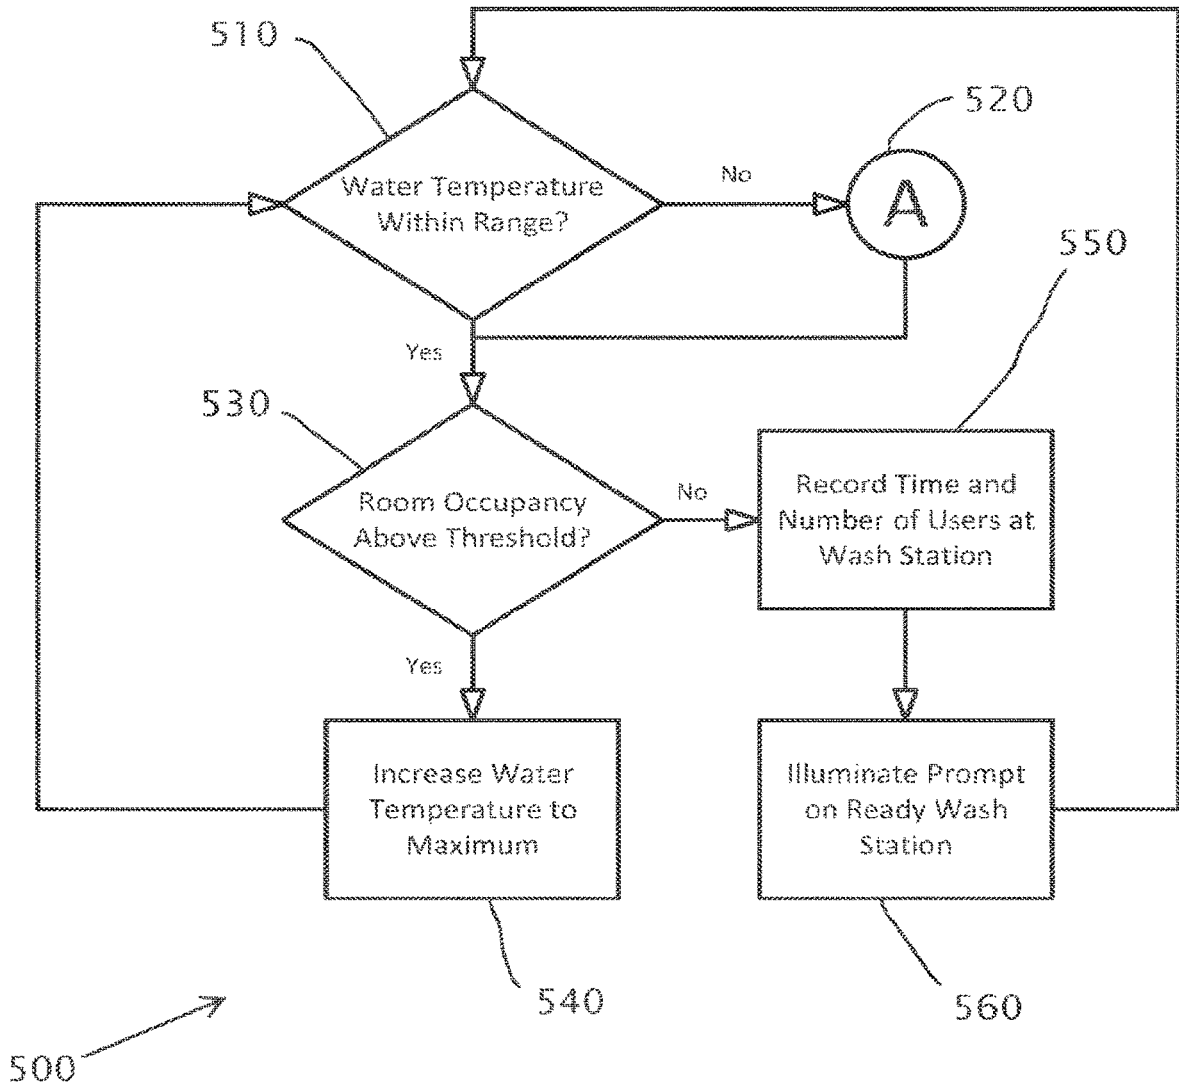 510
520
Water Temperature
Within Range?
No
A
550
Yes
530
Room Occupancy
Above Threshold?
No
Record Time and
Number of Users at
Wash Station
Yes
Increase Water
Temperature to
Maximum
Illuminate Prompt
on Ready Wash
Station
540
560
500